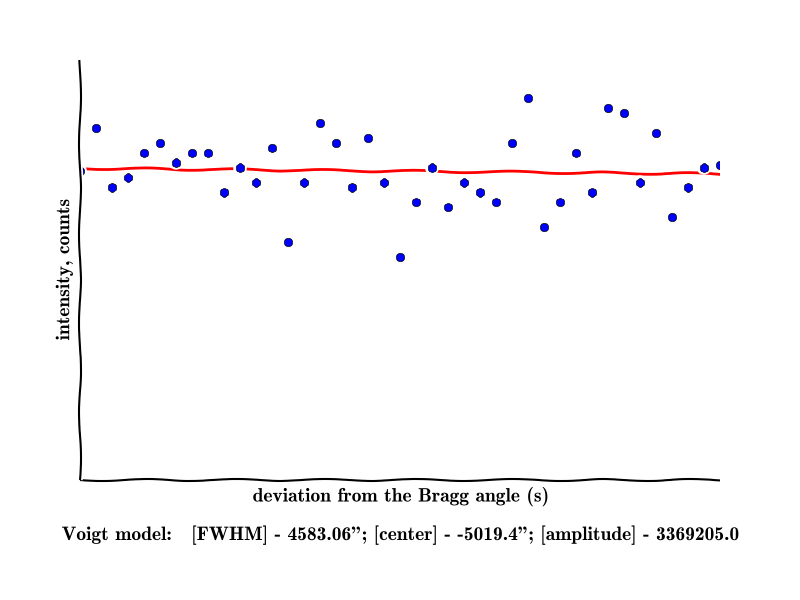 intensity, counts
deviation from the Bragg angle (s)
Voigt model: [FWHM] - 4583.06”; [center] - -5019.4”; [amplitude] - 3369205.0